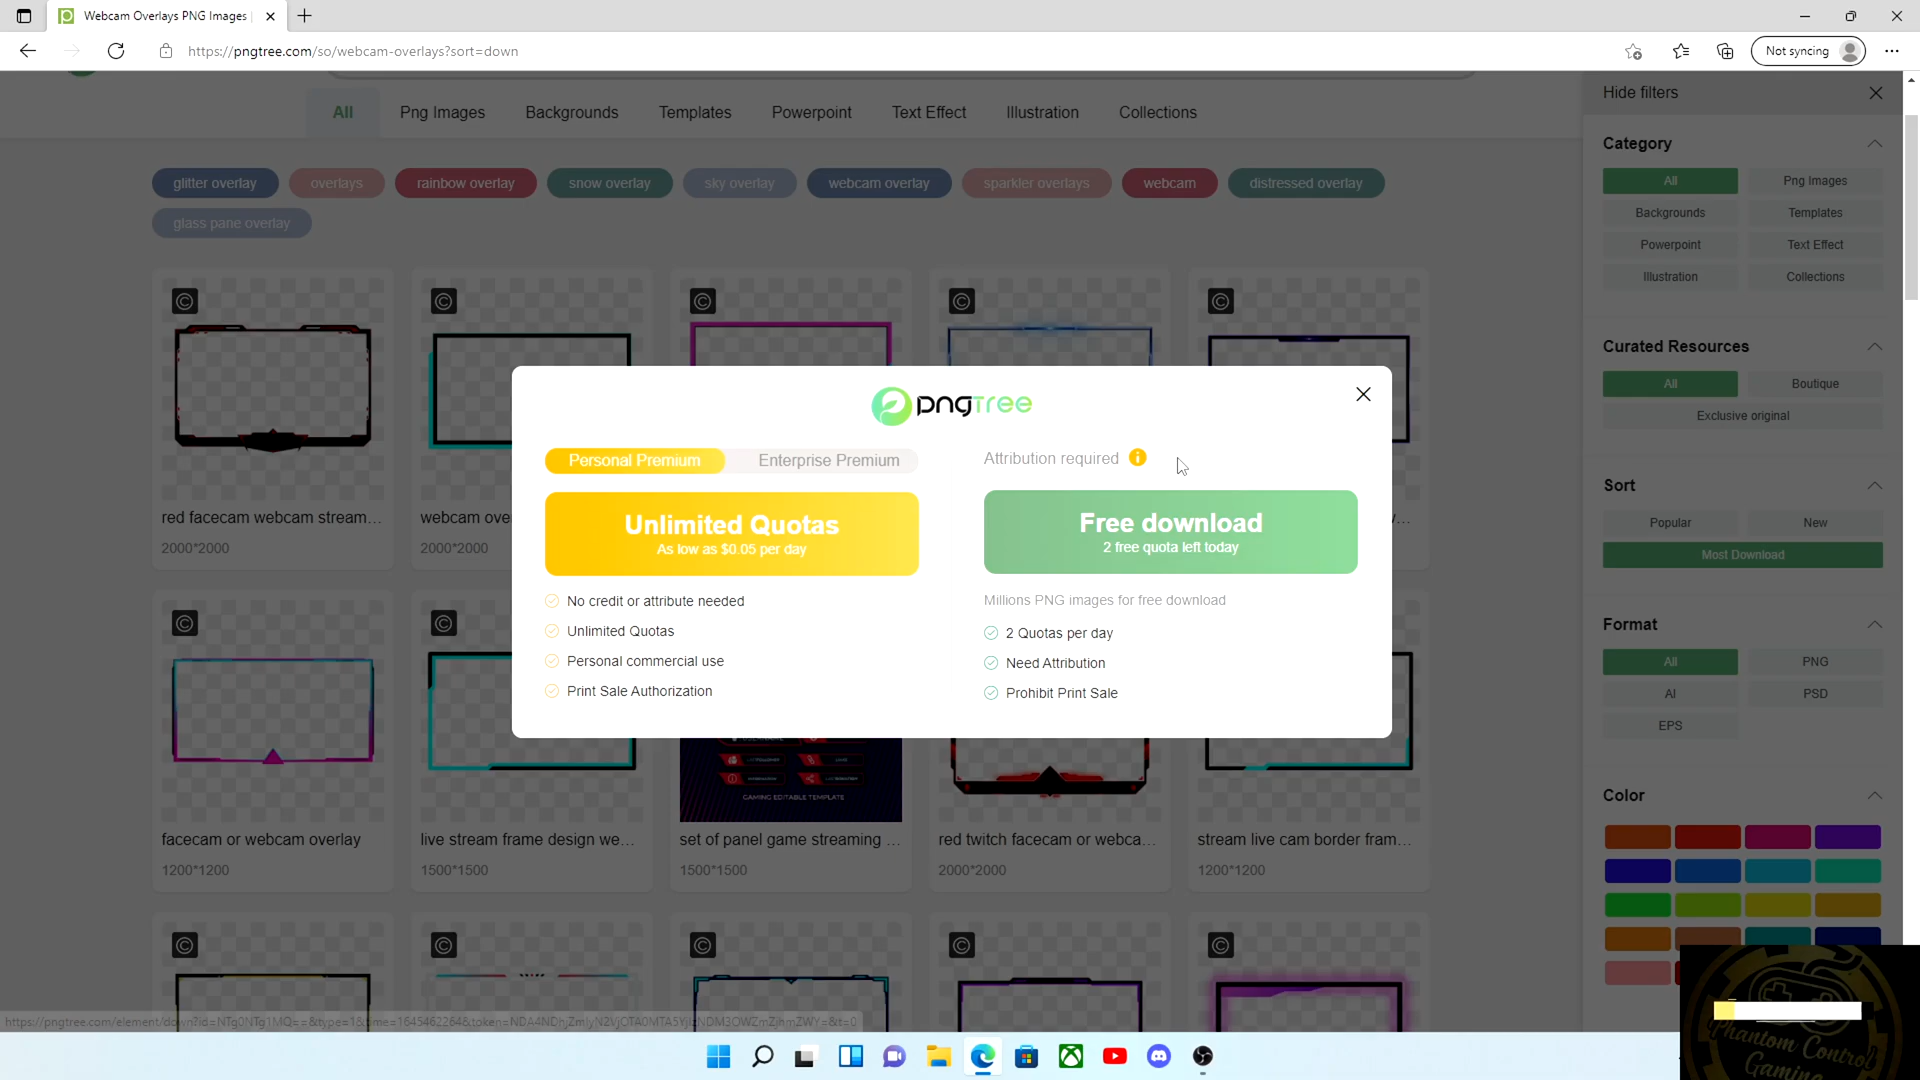 Webcam Overlays PNG Images
https://pngtree.com/so/webcam-overlays?sort=down
Not syncing
All
Png Images
Backgrounds
Templates
Powerpoint
Text Effect
Illustration
Collections
Hide filters
glitter overlay
overlays
rainbow overlay
snow overlay
sky overlay
webcam overlay
sparkler overlays
webcam
distressed overlay
glass pane overlay
Category
All
Png Images
Backgrounds
Templates
Powerpoint
Text Effect
Illustration
Collections
Curated Resources
All
Boutique
Exclusive original
Sort
Popular
New
Most Download
Format
All
PNG
AI
PSD
EPS
Color
pngtree
Personal Premium
Enterprise Premium
Unlimited Quotas
As low as $0.05 per day
No credit or attribute needed
Unlimited Quotas
Personal commercial use
Print Sale Authorization
Attribution required
Free download
2 free quota left today
Millions PNG images for free download
2 Quotas per day
Need Attribution
Prohibit Print Sale
red facecam webcam stream...
2000*2000
webcam ove
2000*2000
facecam or webcam overlay
1200*1200
live stream frame design we...
1500*1500
GAMING EDITABLE TEMPLATE
set of panel game streaming ...
1500*1500
red twitch facecam or webca...
2000*2000
stream live cam border fram...
1200*1200
Phantom Control
Gaming